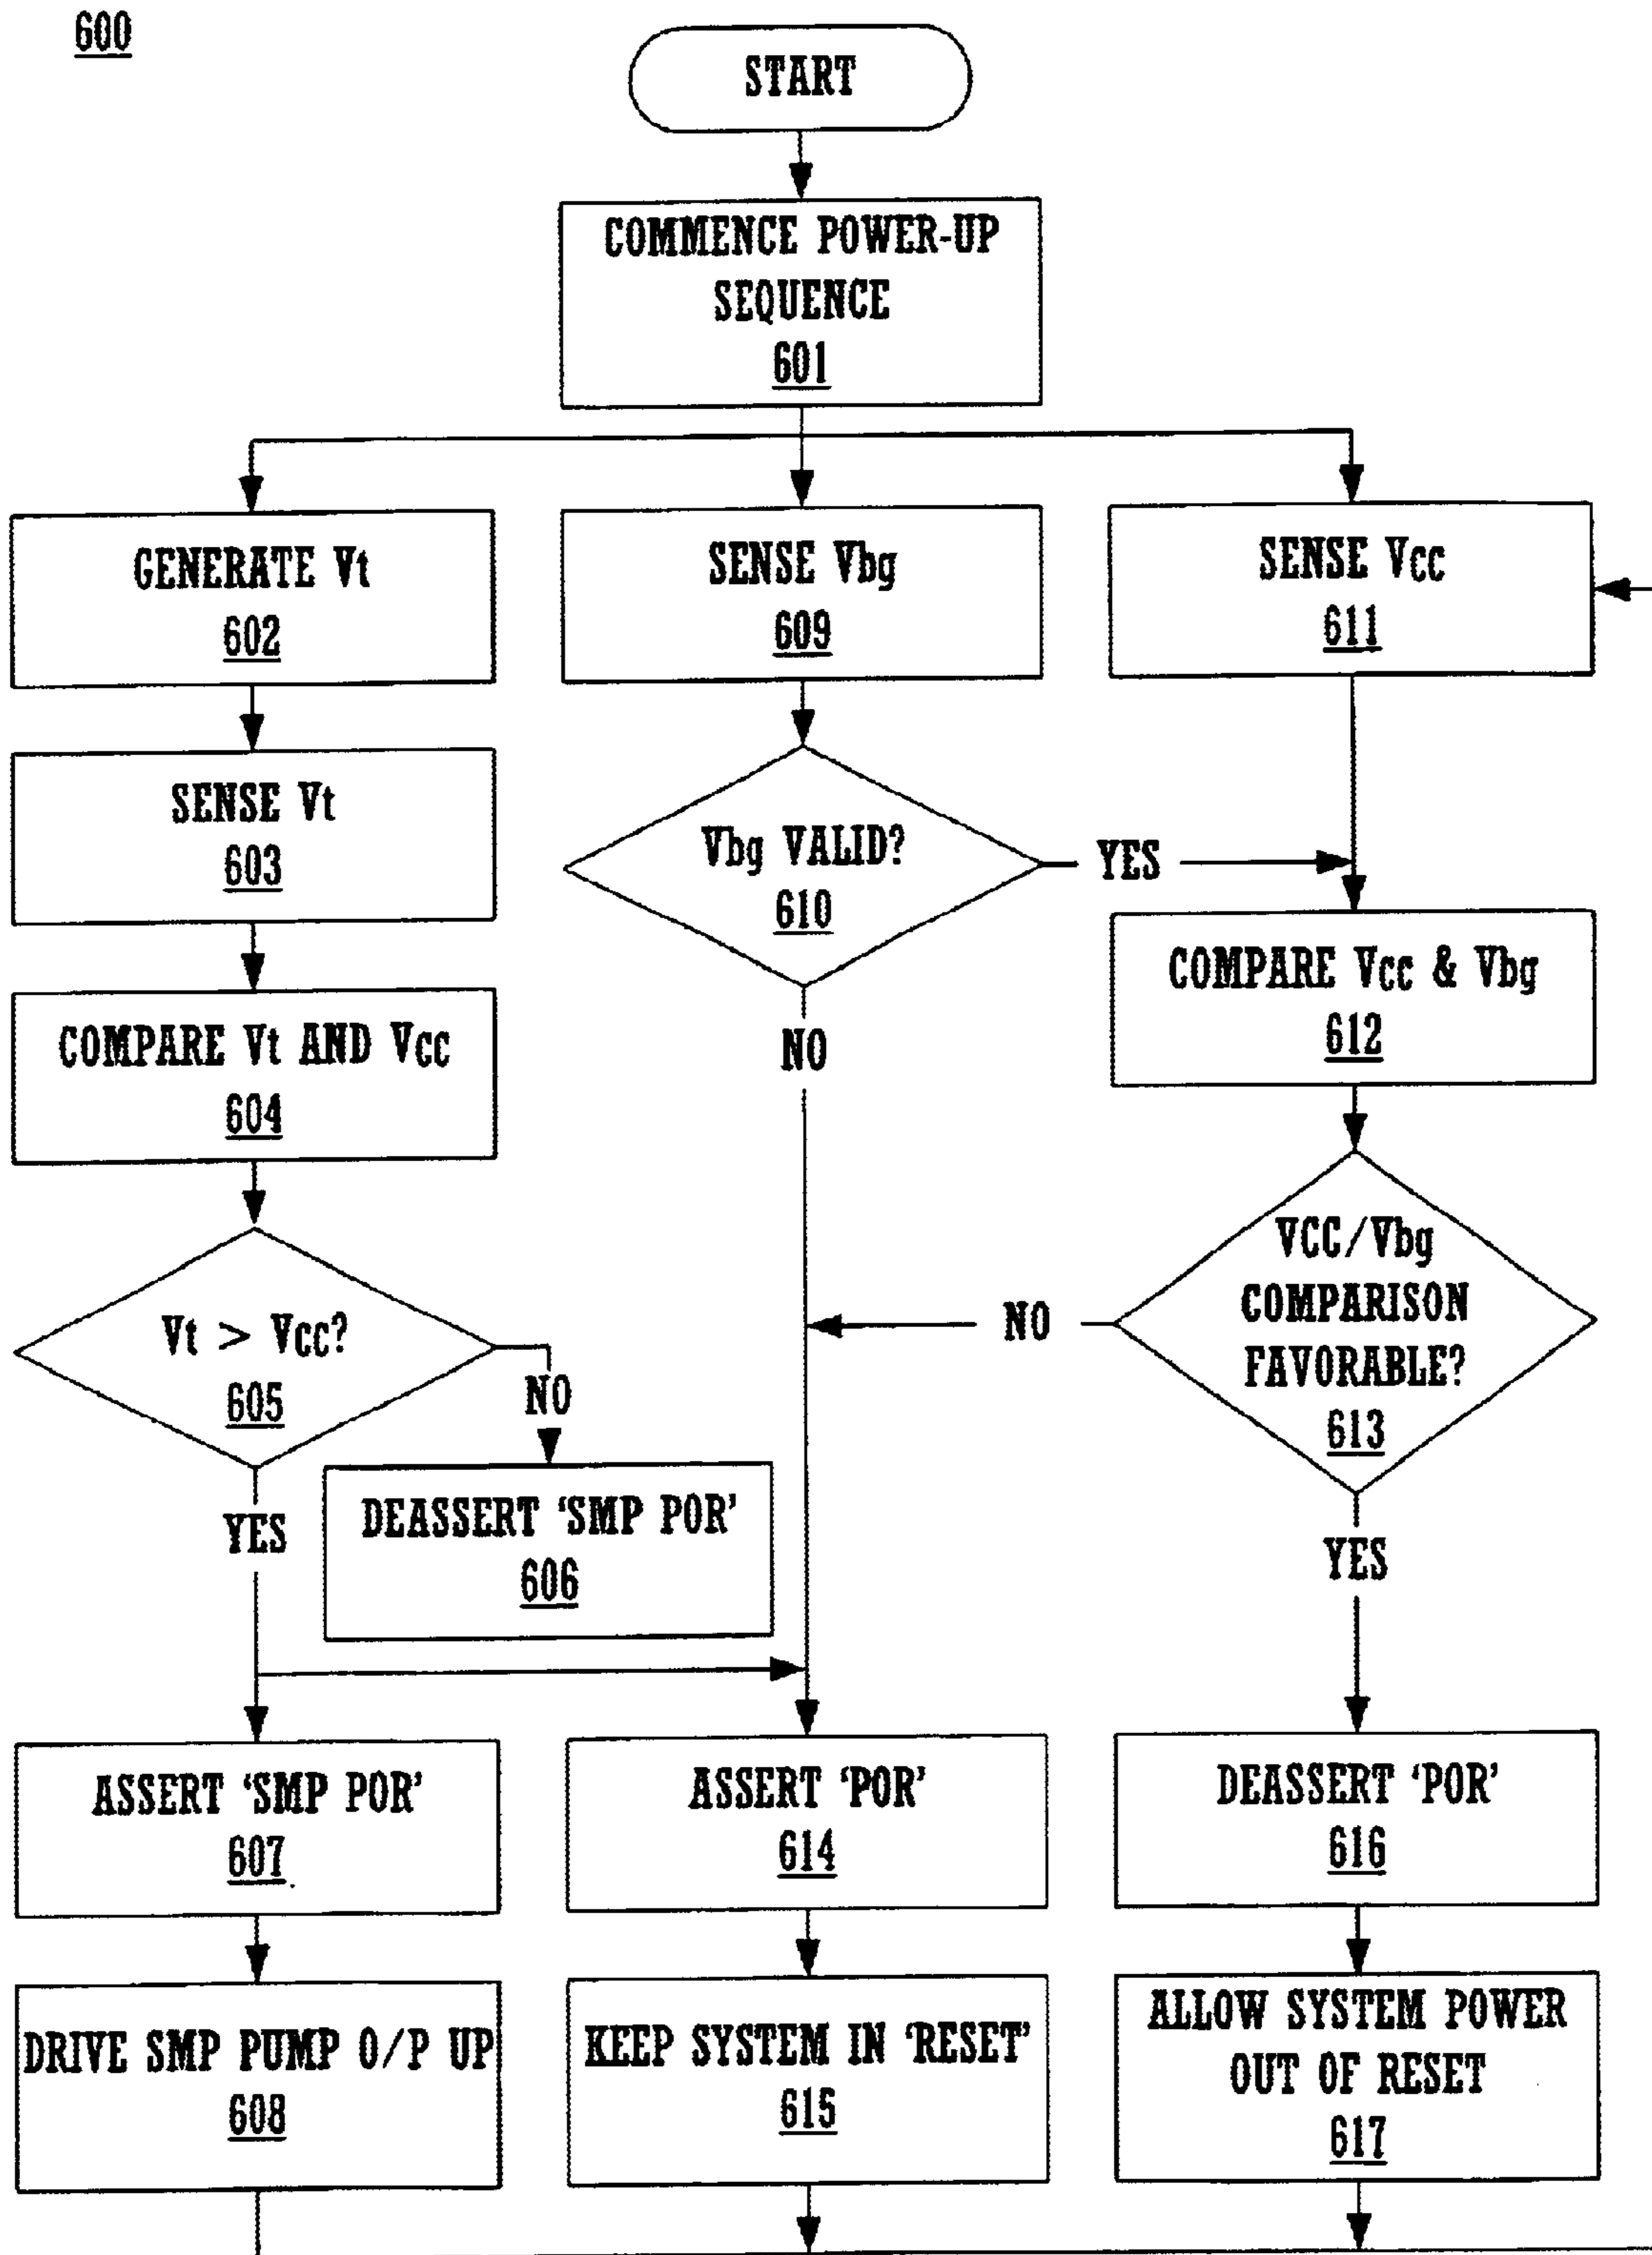 600
START
COMMENCE POWER-UP
SEQUENCE
601
GENERATE Vt
602
SENSE Vbg
609
SENSE Vcc
611
SENSE Vt
603
Vbg VALID?
610
YES
NO
COMPARE Vcc & Vbg
612
COMPARE Vt AND Vcc
604
VCC/Vbg
COMPARISON
FAVORABLE?
613
NO
YES
Vt > Vcc?
605
NO
YES
DEASSERT ‘SMP POR’
606
ASSERT ‘SMP POR’
607
ASSERT ‘POR’
614
DEASSERT ‘POR’
616
DRIVE SMP PUMP O/P UP
608
KEEP SYSTEM IN ‘RESET’
615
ALLOW SYSTEM POWER
OUT OF RESET
617